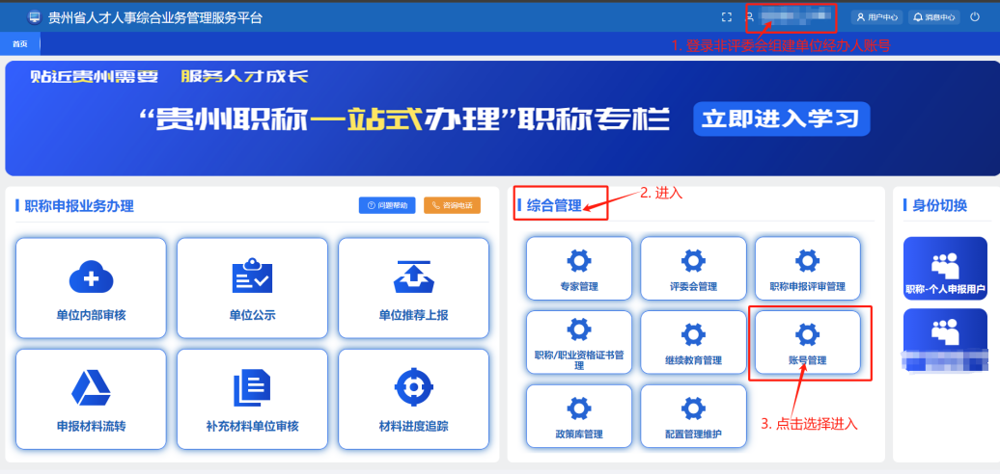 贵州省人才人事综合业务管理服务平台
用户中心
消息中心
首页
1. 登录非评委会组建单位经办人账号
贴近贵州需要 服务人才成长
“贵州职称一站式办理”职称专栏
立即进入学习
职称申报业务办理
问题帮助
咨询电话
单位内部审核
单位公示
单位推荐上报
申报材料流转
补充材料单位审核
材料进度追踪
综合管理
2. 进入
专家管理
评委会管理
职称申报评审管理
职称/职业资格证书管
理
继续教育管理
账号管理
政策库管理
配置管理维护
3. 点击选择进入
身份切换
职称-个人申报用户